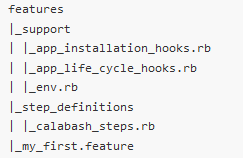 features
|_support
| |_app_installation_hooks.rb
| |_app_life_cycle_hooks.rb
| |_env.rb
|_step_definitions
| |_calabash_steps.rb
|_my_first.feature